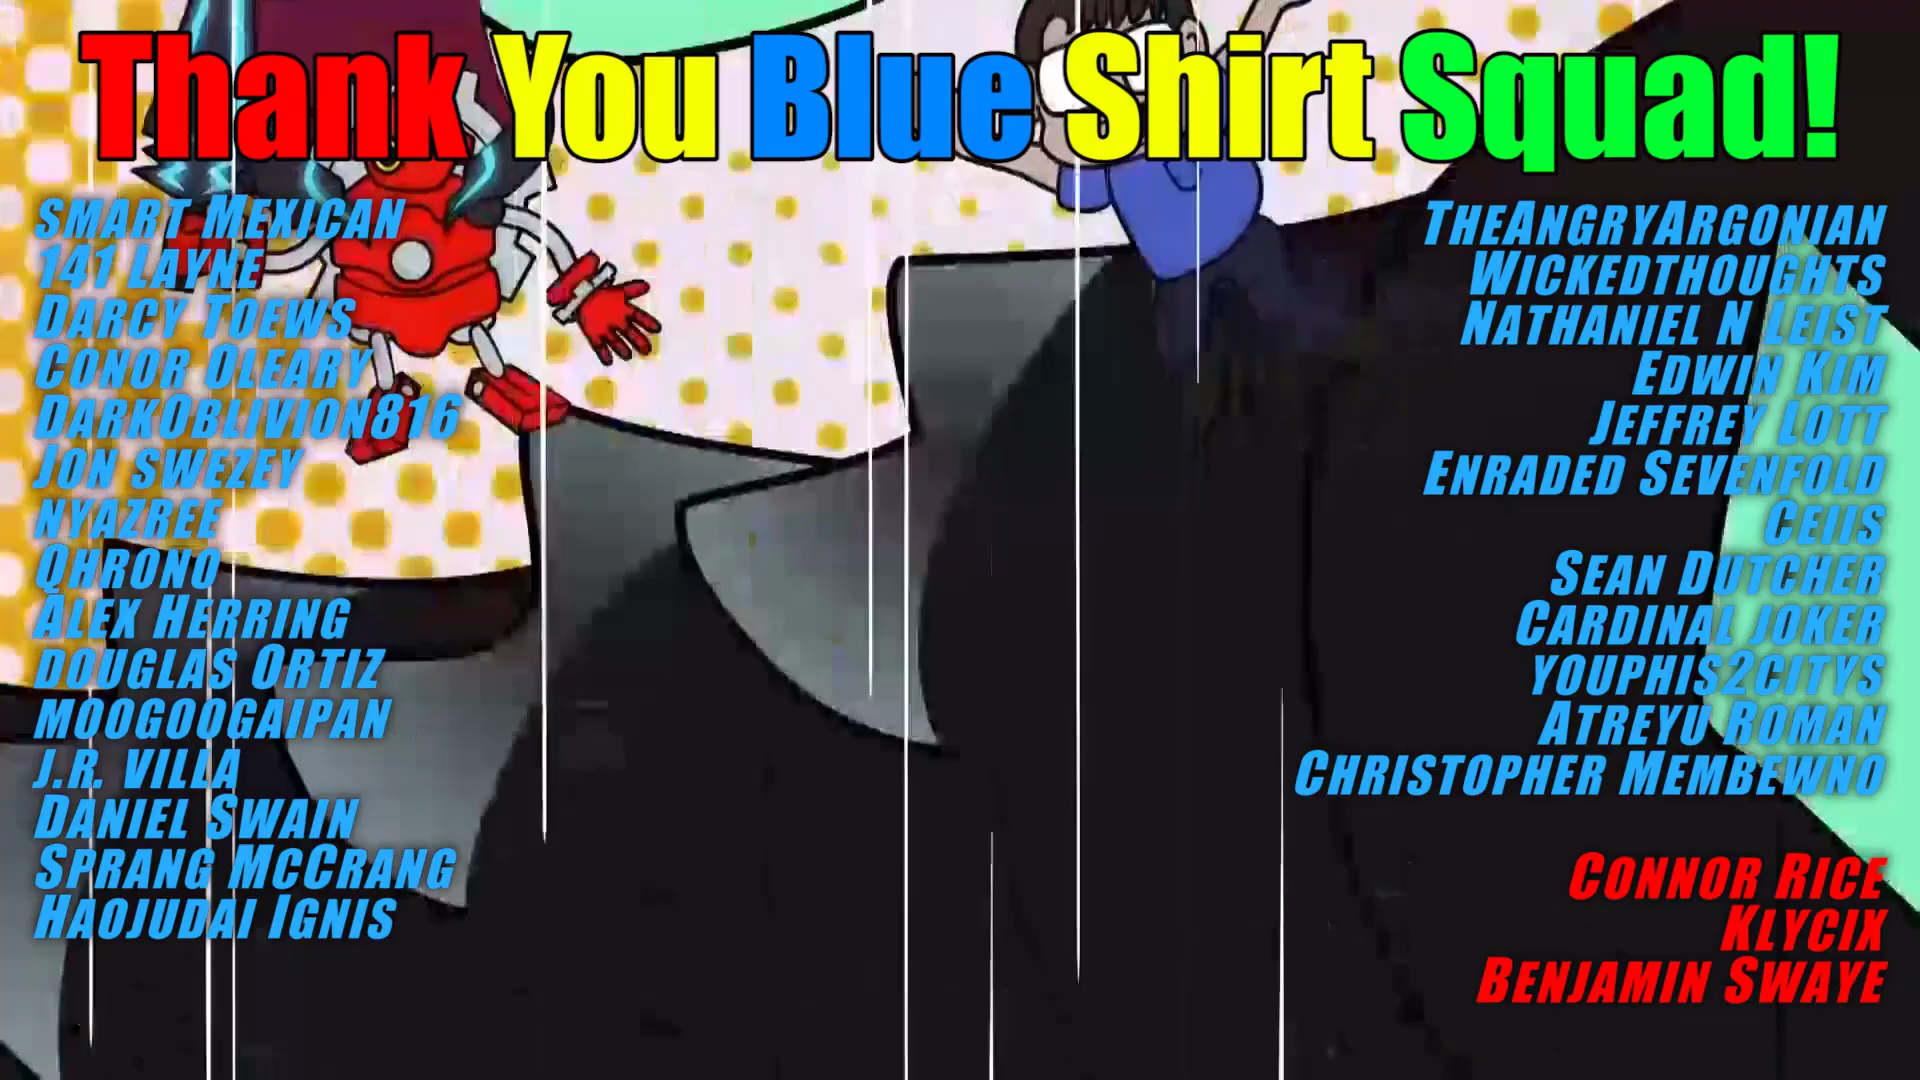 Thank You Blue Shirt Squad!
smart Mexican
141 Layne
Darcy Toews
Conor Oleary
DarkOblivion816
jon swezey
nyazree
Qhrono
Alex Herring
douglas Ortiz
moogoogaipan
j.r. villa
Daniel Swain
Sprang McCrang
Haojudai Ignis
TheAngryArgonian
Wickedthoughts
Nathaniel N Leist
Edwin Kim
Jeffrey Lott
Enraded Sevenfold
Ceiis
Sean Dutcher
Cardinal joker
youphis2citys
Atreyu Roman
Christopher Membewno
Connor Rice
Klycix
Benjamin Swaye